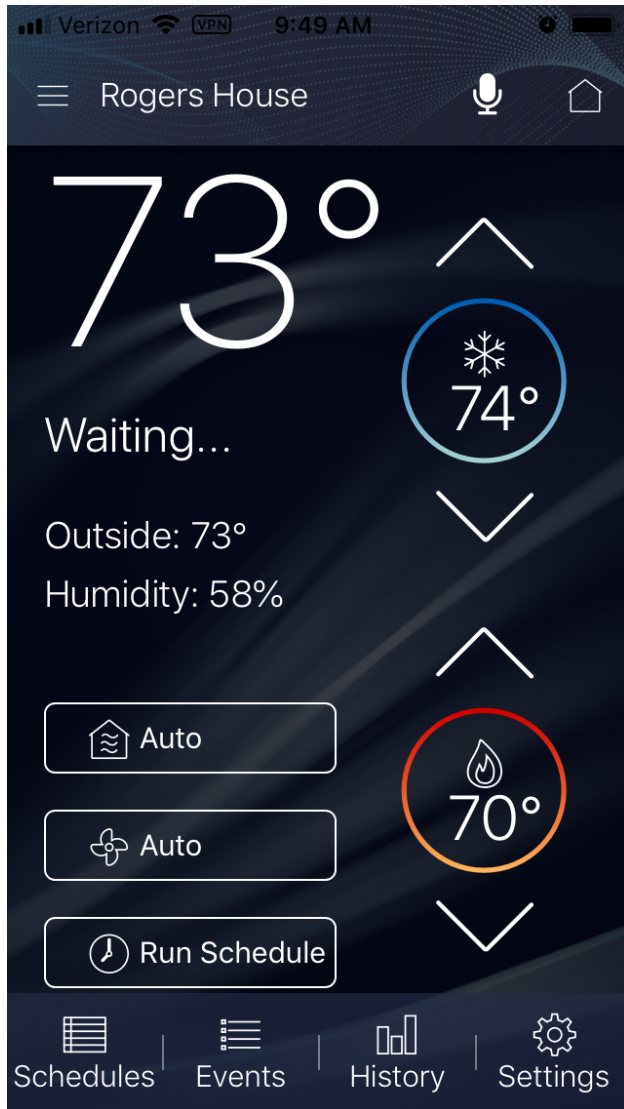 Verizon VPN 9:49 AM
Rogers House
73°
74°
Waiting...
Outside: 73°
Humidity: 58%
Auto
70°
Auto
Run Schedule
Schedules Events History Settings